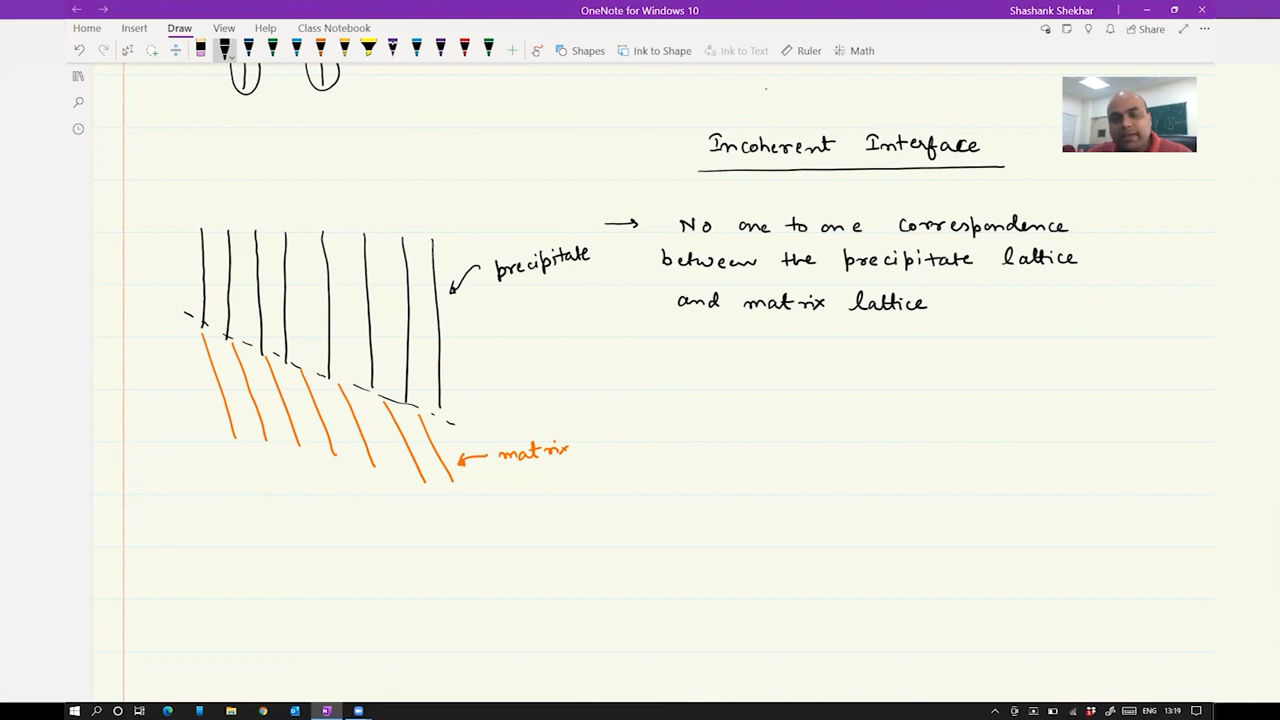 OneNote for Windows 10
Shashank Shekhar
Home Insert Draw View Help Class Notebook
Share
Shapes Ink to Shape Ink to Text Ruler Math
Incoherent Interface
→ No one to one correspondence
between the precipitate lattice
and matrix lattice
precipitate
matrix
ENG 13:19